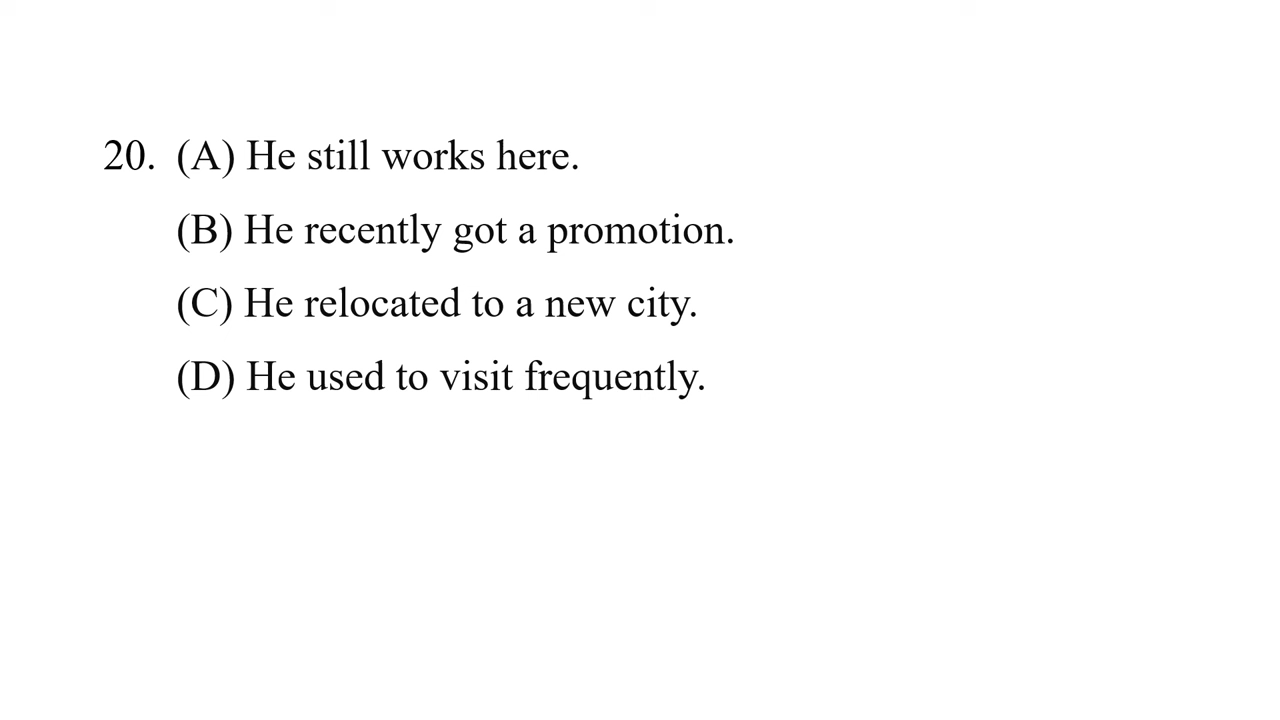 20. (A) He still works here.
(B) He recently got a promotion.
(C) He relocated to a new city.
(D) He used to visit frequently.